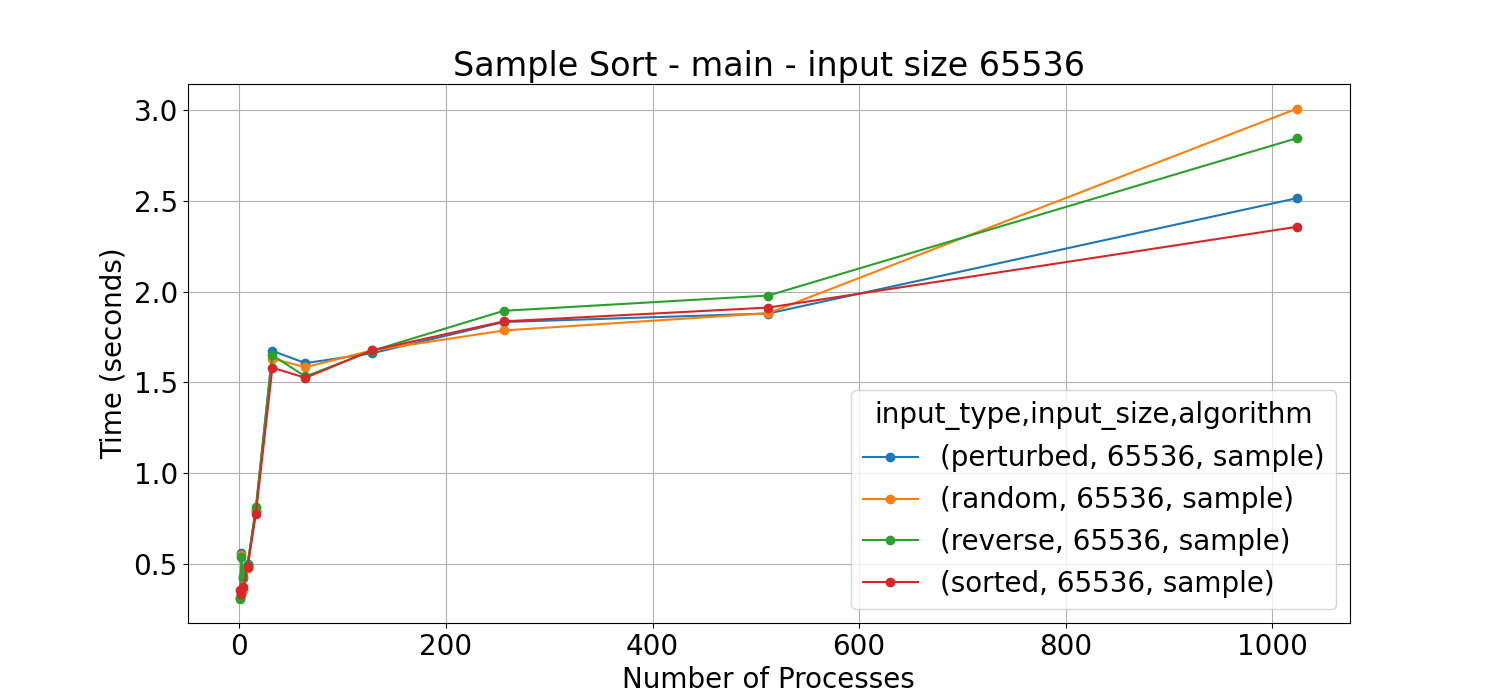 Sample Sort - main - input size 65536
Time (seconds)
3.0
2.5
2.0
1.5
1.0
0.5
input_type,input_size,algorithm
(perturbed, 65536, sample)
(random, 65536, sample)
(reverse, 65536, sample)
(sorted, 65536, sample)
0 200 400 600 800 1000
Number of Processes